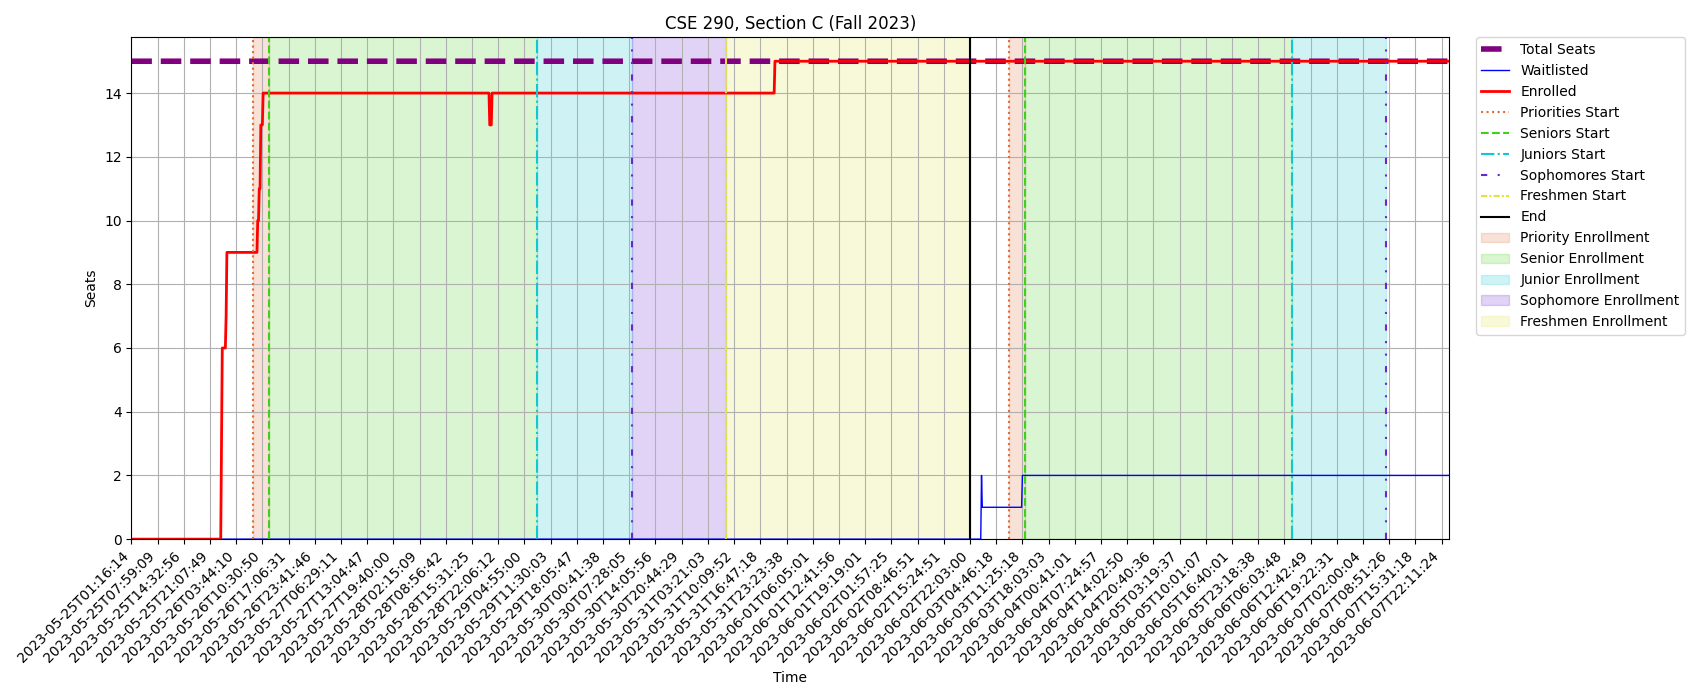 CSE 290, Section C (Fall 2023)
Total Seats
Waitlisted
Enrolled
Priorities Start
Seniors Start
Juniors Start
Sophomores Start
Freshmen Start
End
Priority Enrollment
Senior Enrollment
Junior Enrollment
Sophomore Enrollment
Freshmen Enrollment
Seats
14
12
10
8
6
4
2
0
2023-05-25T01:16:14
2023-05-25T07:59:09
2023-05-25T14:32:56
2023-05-25T21:07:49
2023-05-26T03:44:10
2023-05-26T10:30:50
2023-05-26T17:06:31
2023-05-26T23:41:46
2023-05-27T06:29:11
2023-05-27T13:04:47
2023-05-27T19:40:00
2023-05-28T02:15:09
2023-05-28T08:56:42
2023-05-28T15:31:25
2023-05-28T22:06:12
2023-05-29T04:55:00
2023-05-29T11:30:03
2023-05-29T18:05:47
2023-05-30T00:41:38
2023-05-30T07:28:05
2023-05-30T14:05:56
2023-05-30T20:44:29
2023-05-31T03:21:03
2023-05-31T10:09:52
2023-05-31T16:47:18
2023-05-31T23:23:38
2023-06-01T06:05:01
2023-06-01T12:41:56
2023-06-01T19:19:01
2023-06-02T01:57:25
2023-06-02T08:46:51
2023-06-02T15:24:51
2023-06-02T22:03:00
2023-06-03T04:46:18
2023-06-03T11:25:18
2023-06-03T18:03:03
2023-06-04T00:41:01
2023-06-04T07:24:57
2023-06-04T14:02:50
2023-06-04T20:40:36
2023-06-05T03:19:37
2023-06-05T10:01:07
2023-06-05T16:40:01
2023-06-05T23:18:38
2023-06-06T06:03:48
2023-06-06T12:42:49
2023-06-06T19:22:31
2023-06-07T02:00:04
2023-06-07T08:51:26
2023-06-07T15:31:18
2023-06-07T22:11:24
Time